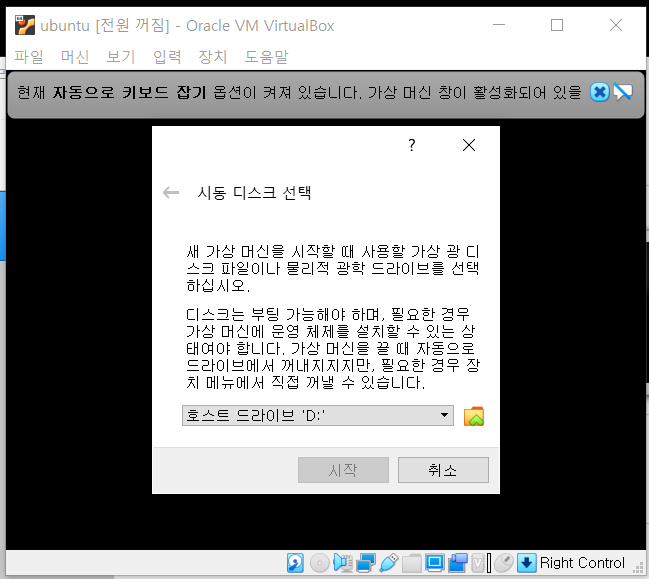 ubuntu [전원 꺼짐] - Oracle VM VirtualBox
파일 머신 보기 입력 장치 도움말
현재 자동으로 키보드 잡기 옵션이 켜져 있습니다. 가상 머신 창이 활성화되어 있을
?
시동 디스크 선택
새 가상 머신을 시작할 때 사용할 가상 광 디
스크 파일이나 물리적 광학 드라이브를 선택
하십시오.
디스크는 부팅 가능해야 하며, 필요한 경우
가상 머신에 운영 체제를 설치할 수 있는 상
태여야 합니다. 가상 머신을 끌 때 자동으로
드라이브에서 꺼내지지지만, 필요한 경우 장
치 메뉴에서 직접 꺼낼 수 있습니다.
호스트 드라이브 'D:'
시작 취소
Right Control